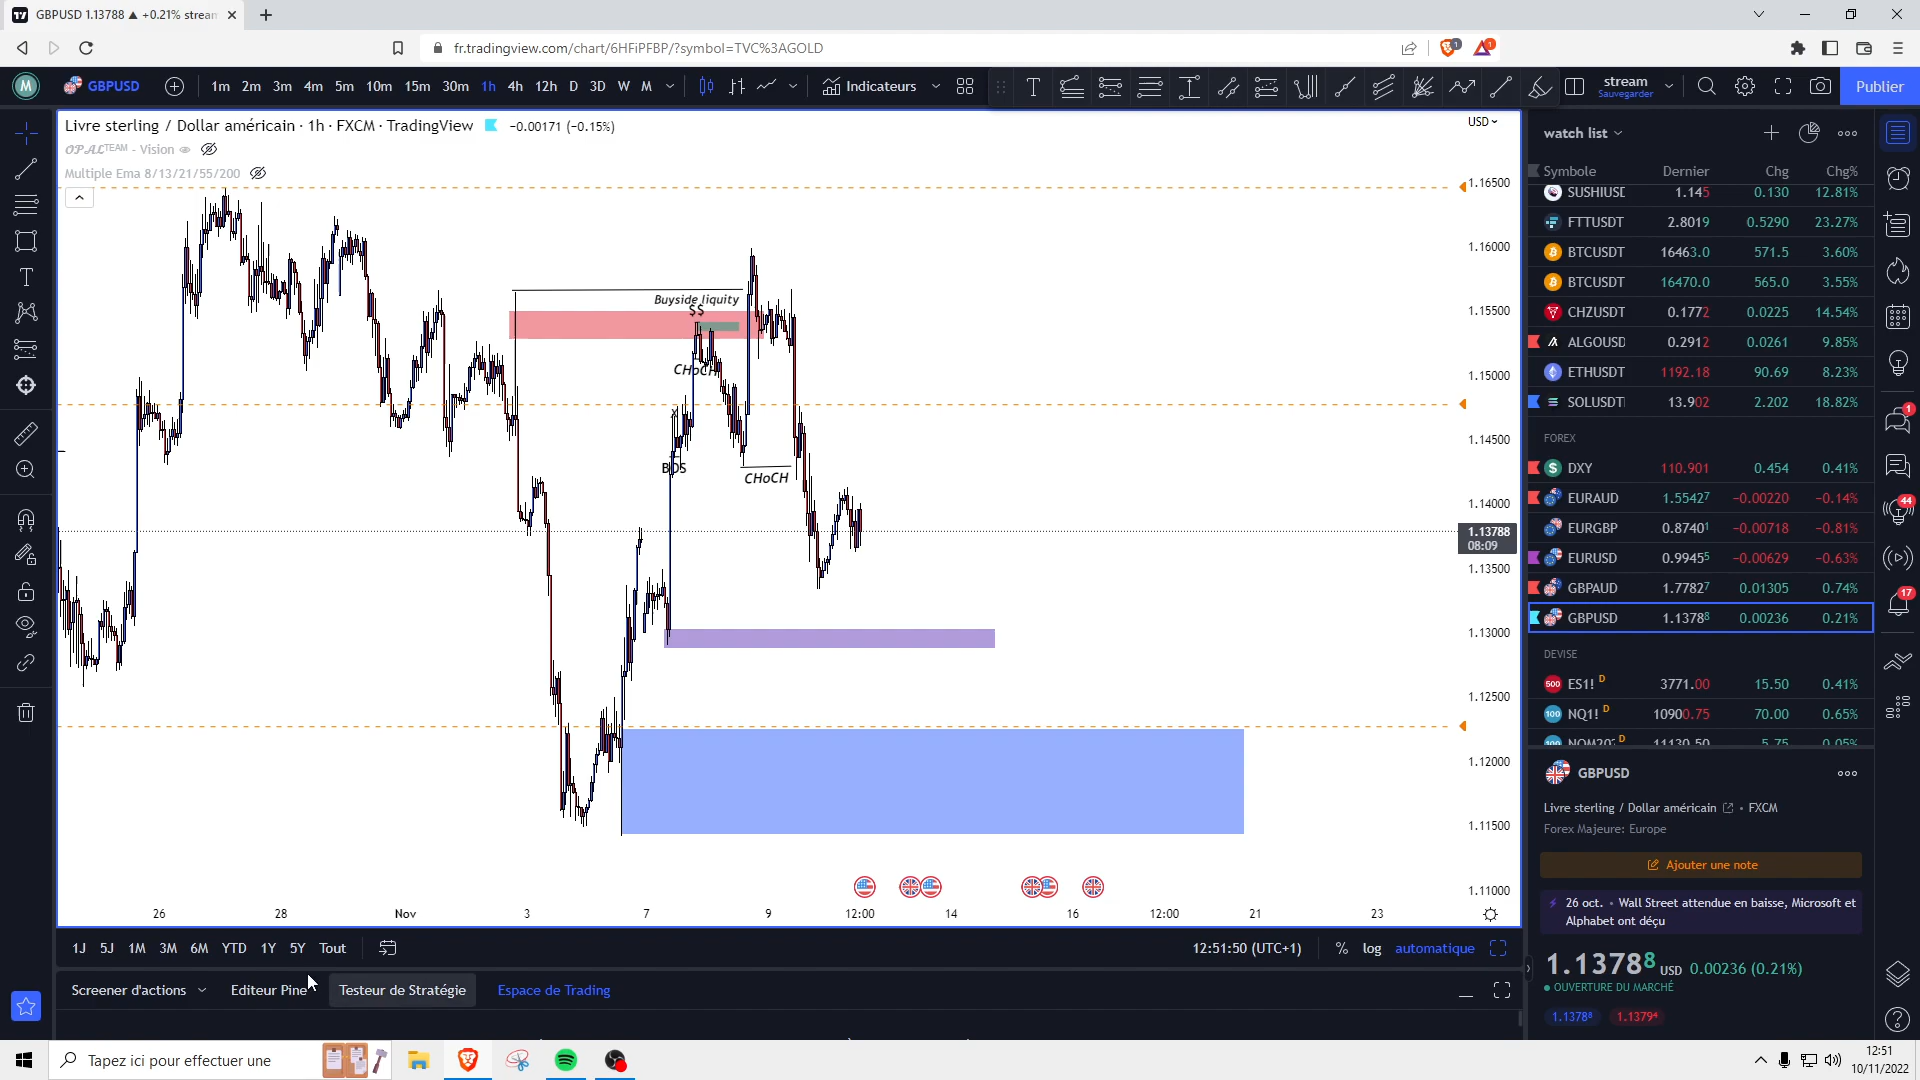 GBPUSD 1.13788 ▲ +0.21% stream
fr.tradingview.com/chart/6HFiPFBP/?symbol=TVC%3AGOLD
1
1
M
GBPUSD
1m 2m 3m 4m 5m 10m 15m 30m 1h 4h 12h D 3D W M
Indicateurs
stream
Sauvegarder
Publier
Livre sterling / Dollar américain · 1h · FXCM · TradingView
−0.00171 (−0.15%)
USD
OPALTEAM - Vision
Multiple Ema 8/13/21/55/200
1.16500
1.16000
1.15500
1.15000
1.14500
1.14000
1.13788
08:09
1.13500
1.13000
1.12500
1.12000
1.11500
1.11000
Buyside liquity
$$
CHoCH
X
BOS
CHoCH
26 28 Nov 3 7 9 12:00 14 16 12:00 21 23
1J 5J 1M 3M 6M YTD 1Y 5Y Tout
12:51:50 (UTC+1) % log automatique
Screener d'actions Editeur Pine Testeur de Stratégie Espace de Trading
watch list
Symbole Dernier Chg Chg%
SUSHIUSD 1.145 0.130 12.81%
FTTUSDT 2.8019 0.5290 23.27%
BTCUSDT 16463.0 571.5 3.60%
BTCUSDT 16470.0 565.0 3.55%
CHZUSDT 0.1772 0.0225 14.54%
ALGOUSD 0.2912 0.0261 9.85%
ETHUSDT 1192.18 90.69 8.23%
SOLUSDT 13.902 2.202 18.82%
FOREX
DXY 110.901 0.454 0.41%
EURAUD 1.55427 −0.00220 −0.14%
EURGBP 0.87401 −0.00718 −0.81%
EURUSD 0.99455 −0.00629 −0.63%
GBPAUD 1.77827 0.01305 0.74%
GBPUSD 1.13788 0.00236 0.21%
DEVISE
ES1! D 3771.00 15.50 0.41%
NQ1! D 10900.75 70.00 0.65%
NQM202 D 11130.50 5.75 0.05%
GBPUSD
Livre sterling / Dollar américain • FXCM
Forex Majeure: Europe
Ajouter une note
26 oct. • Wall Street attendue en baisse, Microsoft et
Alphabet ont déçu
1.13788 USD 0.00236 (0.21%)
OUVERTURE DU MARCHÉ
1.13788 1.13794
1
44
17
Tapez ici pour effectuer une
12:51
10/11/2022